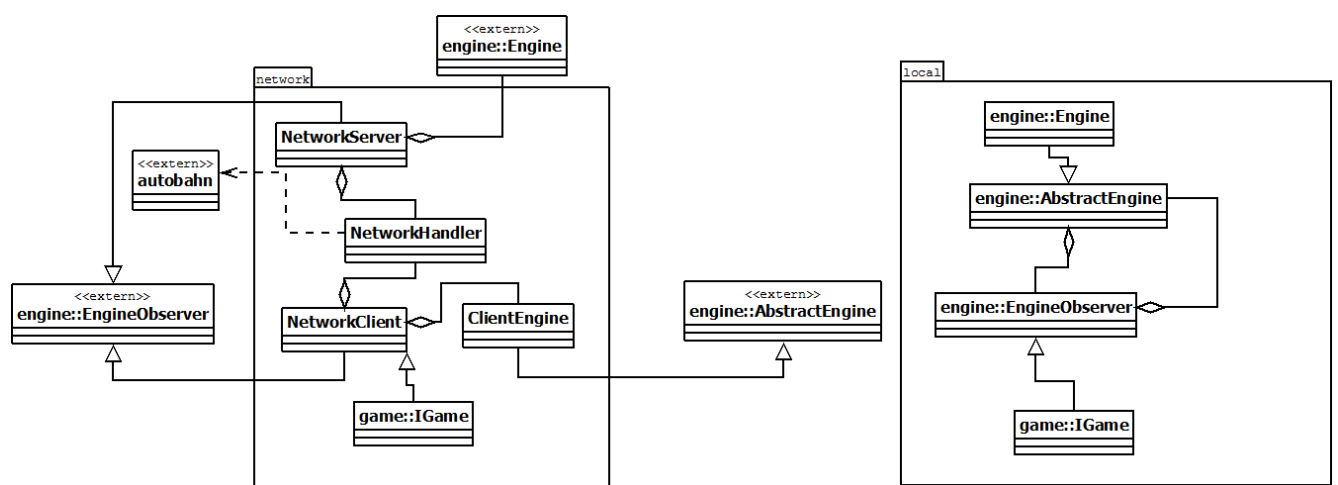 <<extern>>
engine::Engine
network
NetworkServer
<<extern>>
autobahn
NetworkHandler
<<extern>>
engine::EngineObserver
NetworkClient
ClientEngine
<<extern>>
engine::AbstractEngine
game::IGame
local
engine::Engine
engine::AbstractEngine
engine::EngineObserver
game::IGame